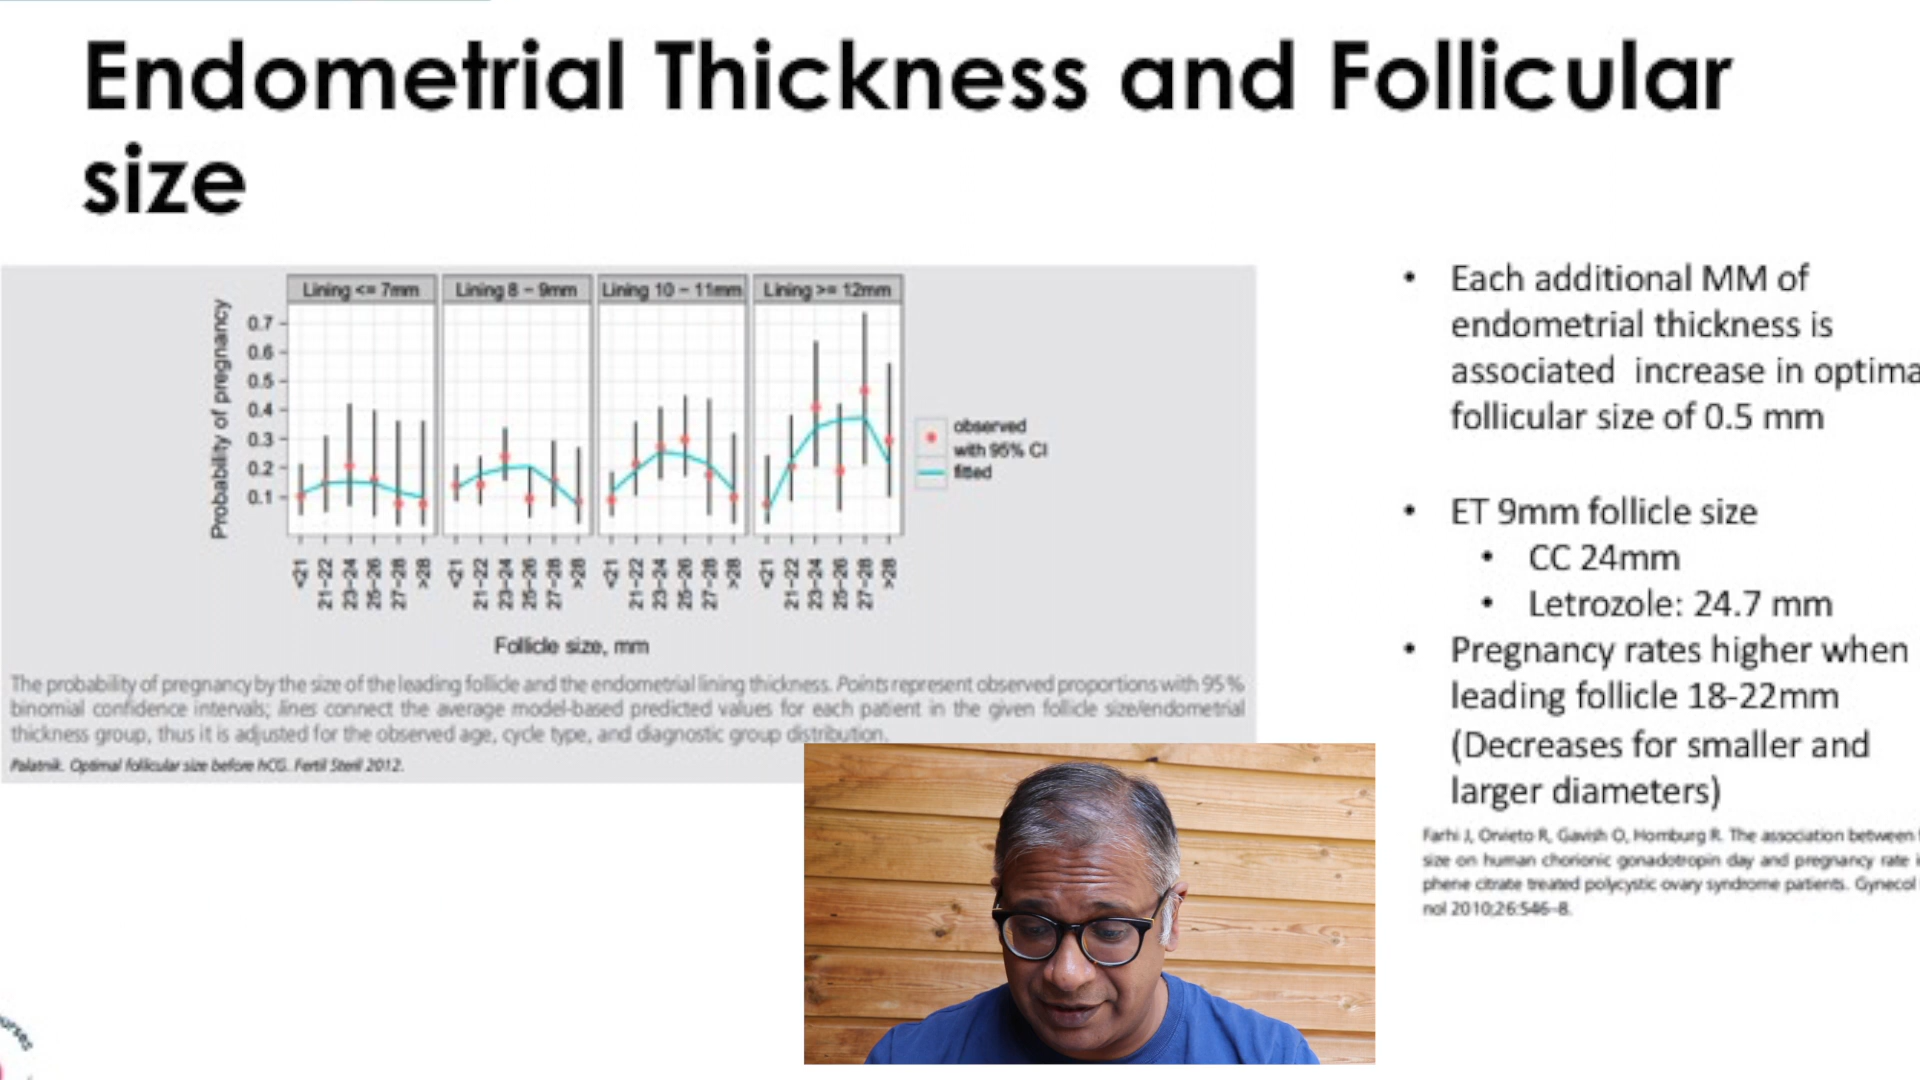 Endometrial Thickness and Follicular
size
Lining <= 7mm
Lining 8 – 9mm
Lining 10 – 11mm
Lining >= 12mm
Probability of pregnancy
0.7
0.6
0.5
0.4
0.3
0.2
0.1
<21
21–22
23–24
25–26
27–28
>28
<21
21–22
23–24
25–26
27–28
>28
<21
21–22
23–24
25–26
27–28
>28
<21
21–22
23–24
25–26
27–28
>28
Follicle size, mm
observed
with 95% CI
fitted
The probability of pregnancy by the size of the leading follicle and the endometrial lining thickness. Points represent observed proportions with 95%
binomial confidence intervals; lines connect the average model-based predicted values for each patient in the given follicle size/endometrial
thickness group, thus it is adjusted for the observed age, cycle type, and diagnostic group distribution.
Palatnik. Optimal follicular size before hCG. Fertil Steril 2012.
• Each additional MM of
endometrial thickness is
associated increase in optima
follicular size of 0.5 mm
• ET 9mm follicle size
• CC 24mm
• Letrozole: 24.7 mm
• Pregnancy rates higher when
leading follicle 18-22mm
(Decreases for smaller and
larger diameters)
Farhi J, Orvieto R, Gavish O, Homburg R. The association between
size on human chorionic gonadotropin day and pregnancy rate
phene citrate treated polycystic ovary syndrome patients. Gynecol
nol 2010;26:546–8.
urses